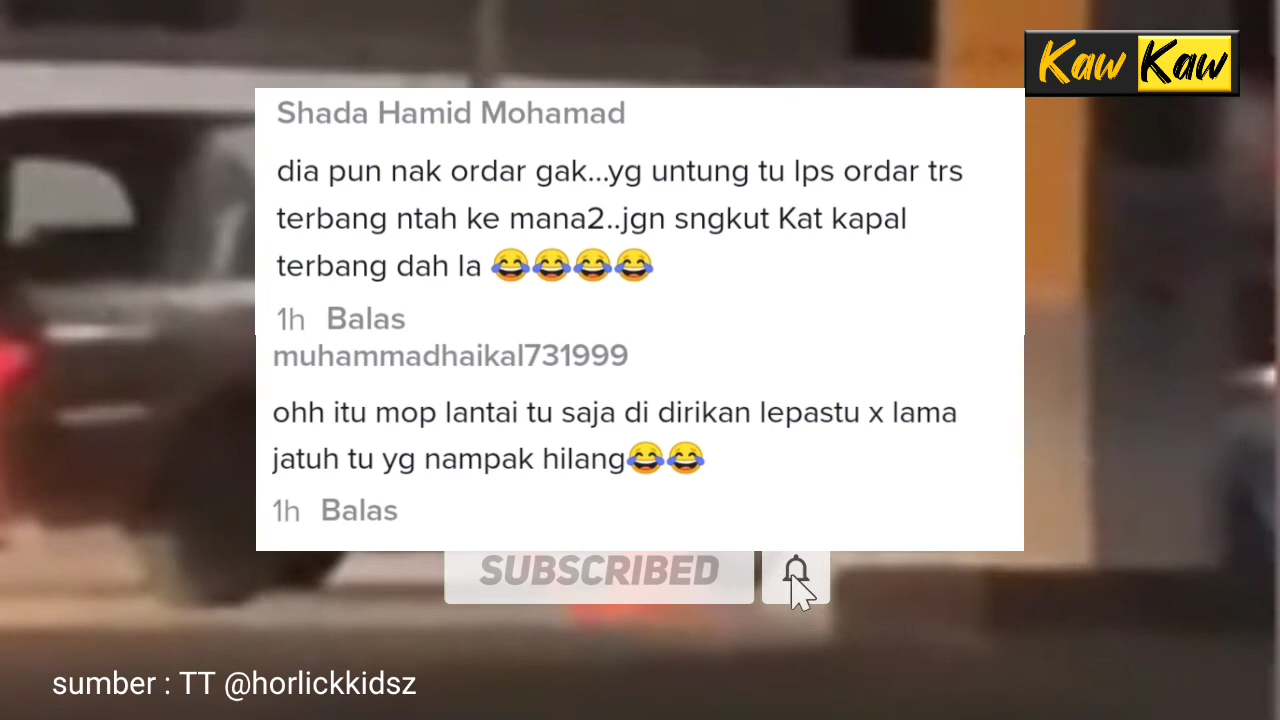 Kaw Kaw
Shada Hamid Mohamad
dia pun nak ordar gak...yg untung tu lps ordar trs
terbang ntah ke mana2..jgn sngkut Kat kapal
terbang dah la 😂😂😂😂
1h Balas
muhammadhaikal731999
ohh itu mop lantai tu saja di dirikan lepastu x lama
jatuh tu yg nampak hilang😂😂
1h Balas
SUBSCRIBED
sumber : TT @horlickkidsz